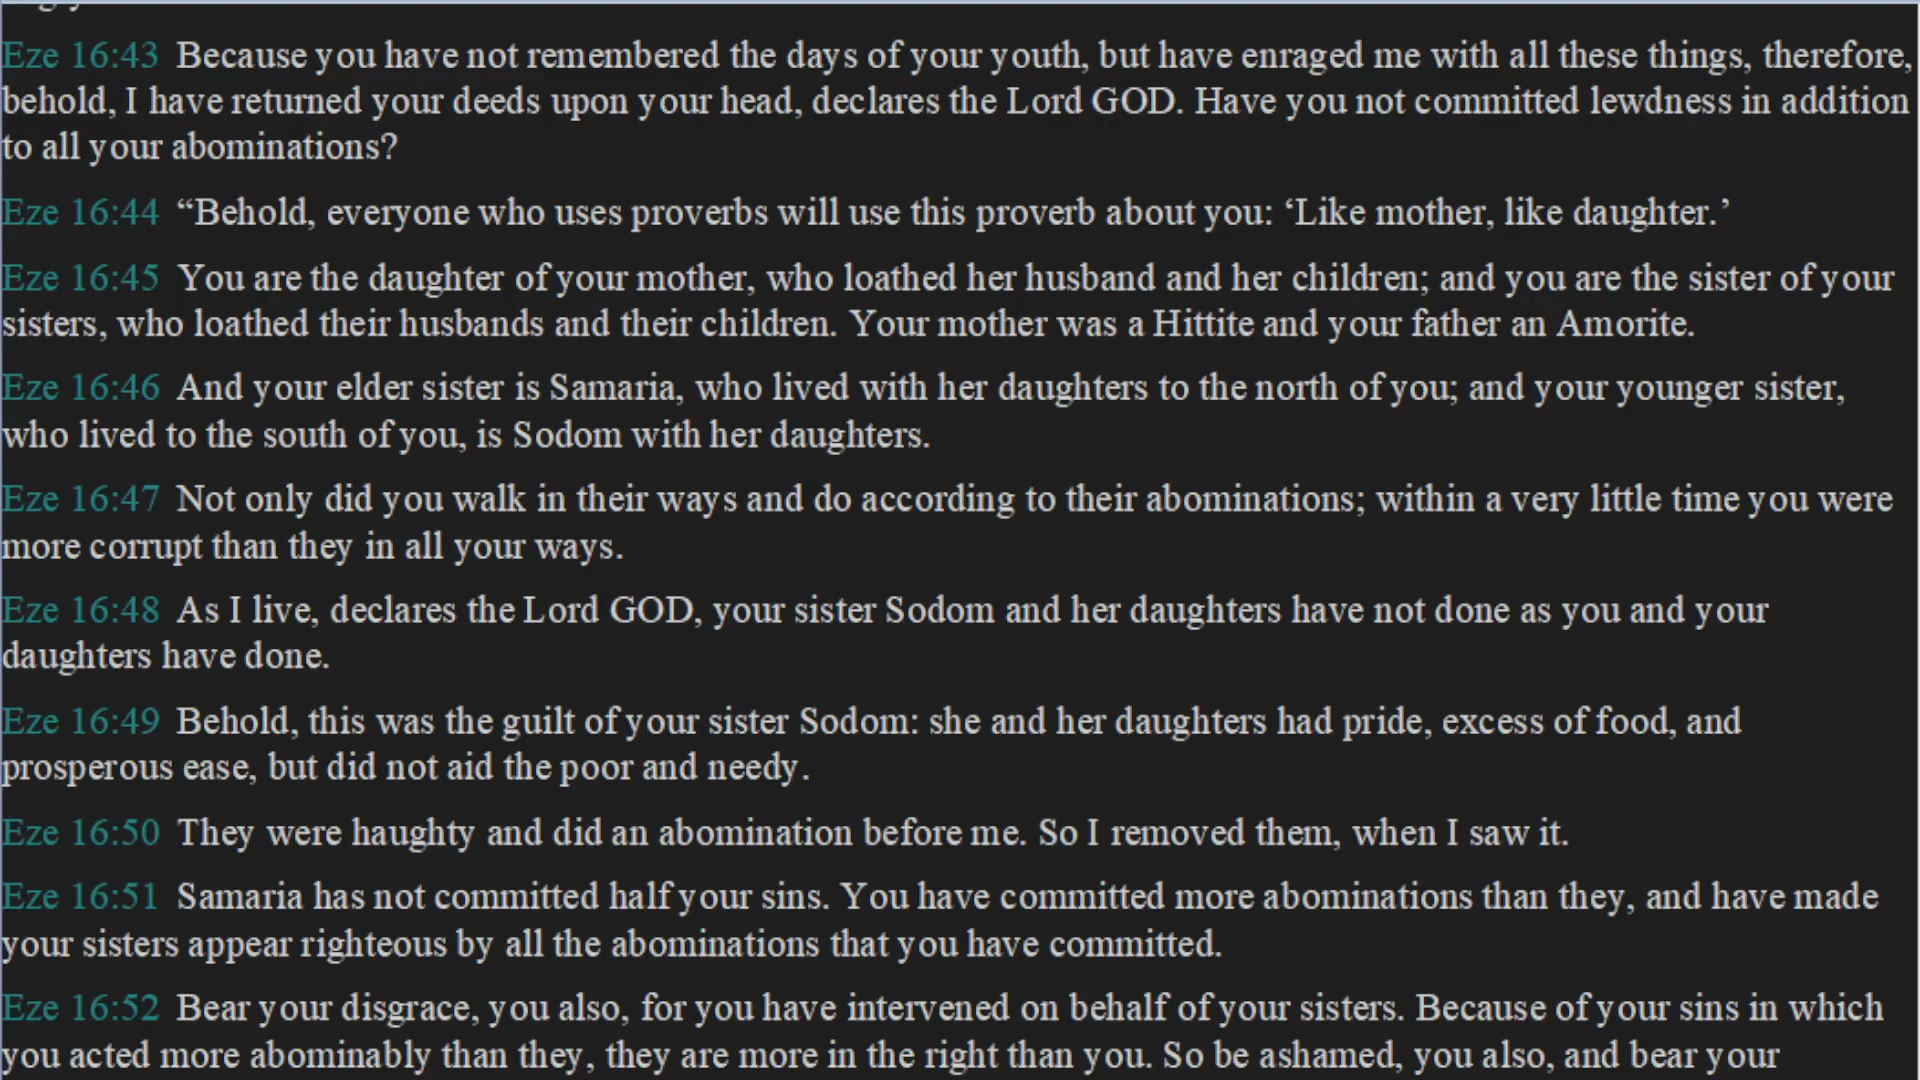 Eze 16:43 Because you have not remembered the days of your youth, but have enraged me with all these things, therefore,
behold, I have returned your deeds upon your head, declares the Lord GOD. Have you not committed lewdness in addition
to all your abominations?
Eze 16:44 “Behold, everyone who uses proverbs will use this proverb about you: ‘Like mother, like daughter.’
Eze 16:45 You are the daughter of your mother, who loathed her husband and her children; and you are the sister of your
sisters, who loathed their husbands and their children. Your mother was a Hittite and your father an Amorite.
Eze 16:46 And your elder sister is Samaria, who lived with her daughters to the north of you; and your younger sister,
who lived to the south of you, is Sodom with her daughters.
Eze 16:47 Not only did you walk in their ways and do according to their abominations; within a very little time you were
more corrupt than they in all your ways.
Eze 16:48 As I live, declares the Lord GOD, your sister Sodom and her daughters have not done as you and your
daughters have done.
Eze 16:49 Behold, this was the guilt of your sister Sodom: she and her daughters had pride, excess of food, and
prosperous ease, but did not aid the poor and needy.
Eze 16:50 They were haughty and did an abomination before me. So I removed them, when I saw it.
Eze 16:51 Samaria has not committed half your sins. You have committed more abominations than they, and have made
your sisters appear righteous by all the abominations that you have committed.
Eze 16:52 Bear your disgrace, you also, for you have intervened on behalf of your sisters. Because of your sins in which
you acted more abominably than they, they are more in the right than you. So be ashamed, you also, and bear your